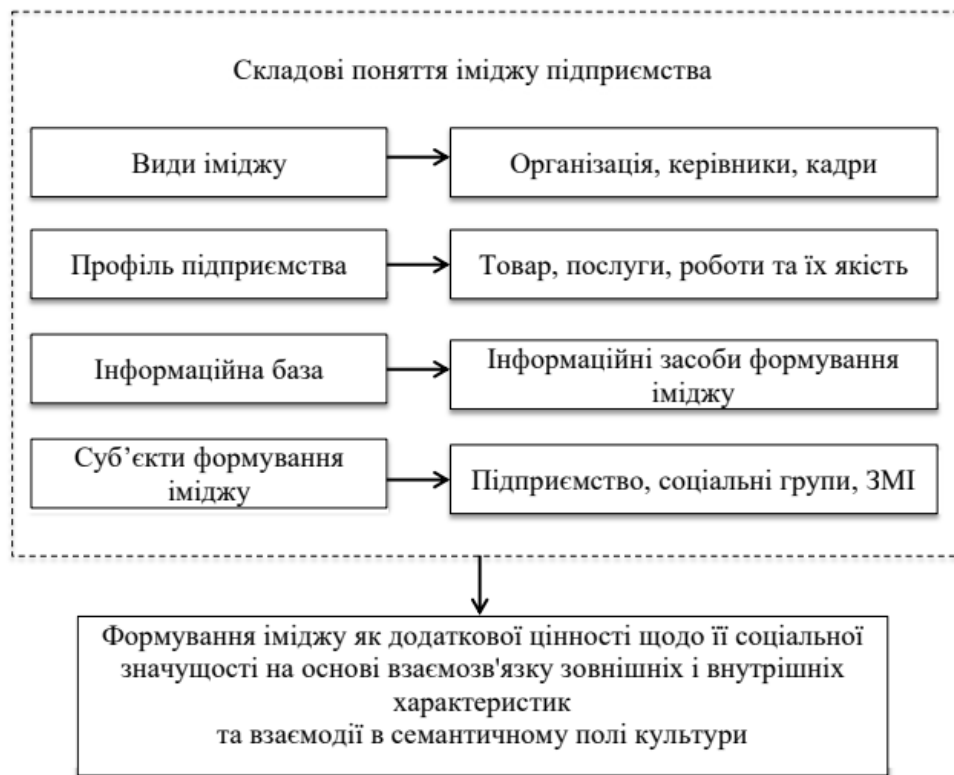 Складові поняття іміджу підприємства
Види іміджу
Організація, керівники, кадри
Профіль підприємства
Товар, послуги, роботи та їх якість
Інформаційна база
Інформаційні засоби формування
іміджу
Суб’єкти формування
іміджу
Підприємство, соціальні групи, ЗМІ
Формування іміджу як додаткової цінності щодо її соціальної
значущості на основі взаємозв'язку зовнішніх і внутрішніх
характеристик
та взаємодії в семантичному полі культури